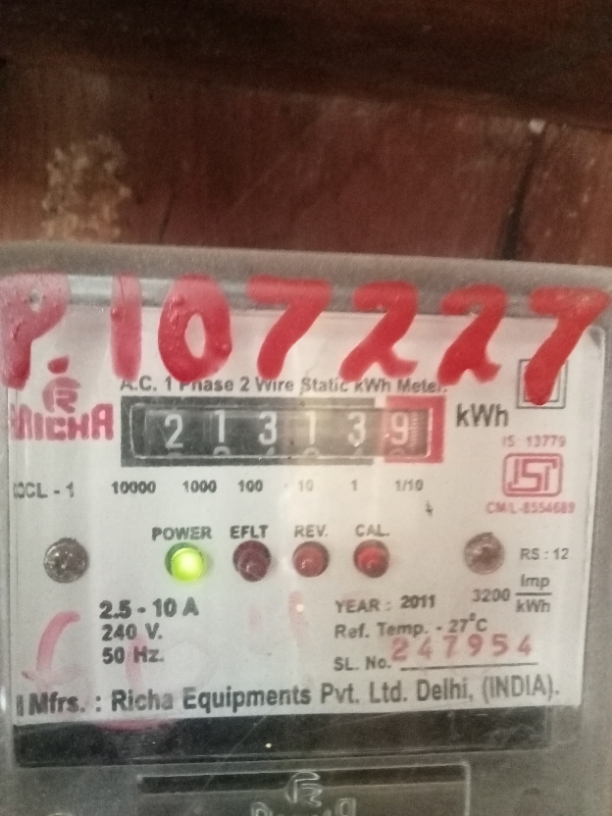 P107227
A.C. 1 Phase 2 Wire Static kWh Meter.
RICHA
2 1 3 1 3 9 kWh
IS 13779
CL - 1 10000 1000 100 10 1 1/10
ISI
CM/L-8554689
POWER EFLT REV. CAL.
RS : 12
2.5 - 10 A YEAR : 2011 3200 Imp/kWh
240 V. Ref. Temp. - 27°C
50 Hz. SL. No. 247954
Mfrs. : Richa Equipments Pvt. Ltd. Delhi, (INDIA).